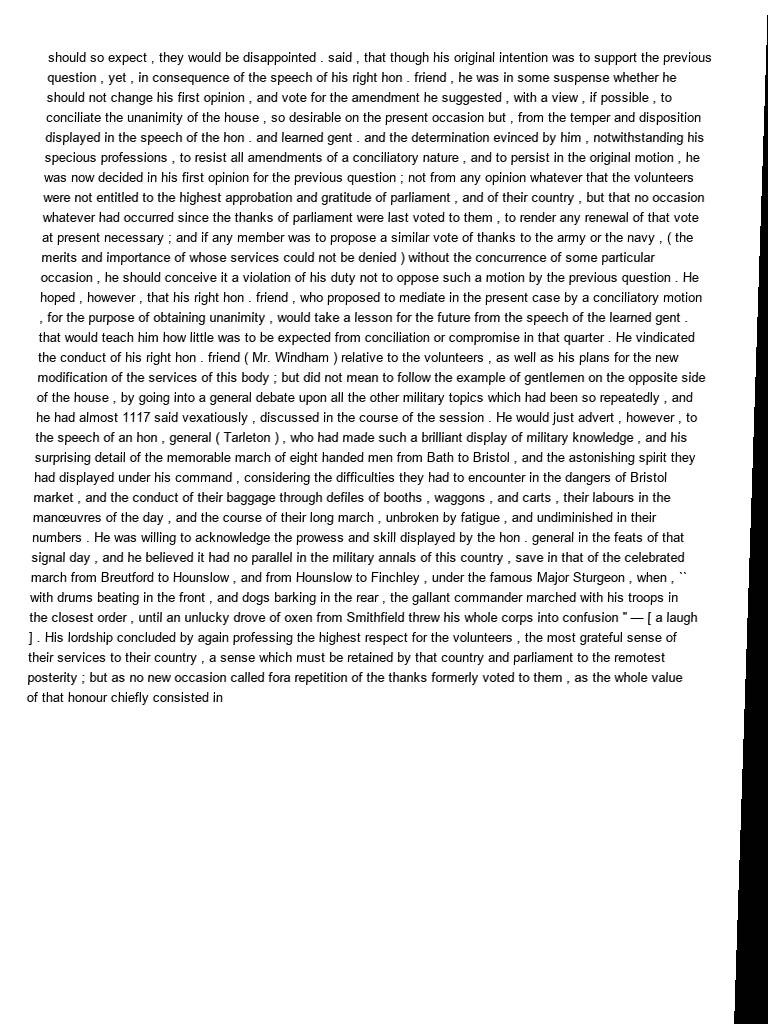 should so expect , they would be disappointed . said , that though his original intention was to support the previous
question , yet , in consequence of the speech of his right hon . friend , he was in some suspense whether he
should not change his first opinion , and vote for the amendment he suggested , with a view , if possible , to
conciliate the unanimity of the house , so desirable on the present occasion but , from the temper and disposition
displayed in the speech of the hon . and learned gent . and the determination evinced by him , notwithstanding his
specious professions , to resist all amendments of a conciliatory nature , and to persist in the original motion , he
was now decided in his first opinion for the previous question ; not from any opinion whatever that the volunteers
were not entitled to the highest approbation and gratitude of parliament , and of their country , but that no occasion
whatever had occurred since the thanks of parliament were last voted to them , to render any renewal of that vote
at present necessary ; and if any member was to propose a similar vote of thanks to the army or the navy , ( the
merits and importance of whose services could not be denied ) without the concurrence of some particular
occasion , he should conceive it a violation of his duty not to oppose such a motion by the previous question . He
hoped , however , that his right hon . friend , who proposed to mediate in the present case by a conciliatory motion
, for the purpose of obtaining unanimity , would take a lesson for the future from the speech of the learned gent .
that would teach him how little was to be expected from conciliation or compromise in that quarter . He vindicated
the conduct of his right hon . friend ( Mr. Windham ) relative to the volunteers , as well as his plans for the new
modification of the services of this body ; but did not mean to follow the example of gentlemen on the opposite side
of the house , by going into a general debate upon all the other military topics which had been so repeatedly , and
he had almost 1117 said vexatiously , discussed in the course of the session . He would just advert , however , to
the speech of an hon , general ( Tarleton ) , who had made such a brilliant display of military knowledge , and his
surprising detail of the memorable march of eight handed men from Bath to Bristol , and the astonishing spirit they
had displayed under his command , considering the difficulties they had to encounter in the dangers of Bristol
market , and the conduct of their baggage through defiles of booths , waggons , and carts , their labours in the
manœuvres of the day , and the course of their long march , unbroken by fatigue , and undiminished in their
numbers . He was willing to acknowledge the prowess and skill displayed by the hon . general in the feats of that
signal day , and he believed it had no parallel in the military annals of this country , save in that of the celebrated
march from Breutford to Hounslow , and from Hounslow to Finchley , under the famous Major Sturgeon , when , ``
with drums beating in the front , and dogs barking in the rear , the gallant commander marched with his troops in
the closest order , until an unlucky drove of oxen from Smithfield threw his whole corps into confusion " — [ a laugh
] . His lordship concluded by again professing the highest respect for the volunteers , the most grateful sense of
their services to their country , a sense which must be retained by that country and parliament to the remotest
posterity ; but as no new occasion called fora repetition of the thanks formerly voted to them , as the whole value
of that honour chiefly consisted in